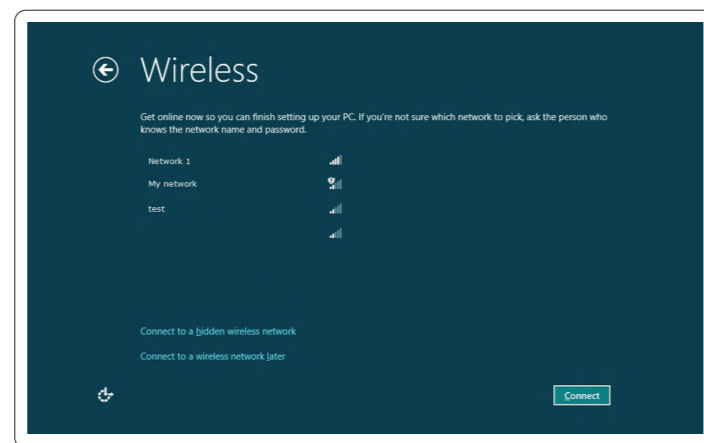 Wireless
Get online now so you can finish setting up your PC. If you're not sure which network to pick, ask the person who
knows the network name and password.
Network 1
My network
test
Connect to a hidden wireless network
Connect to a wireless network later
Connect